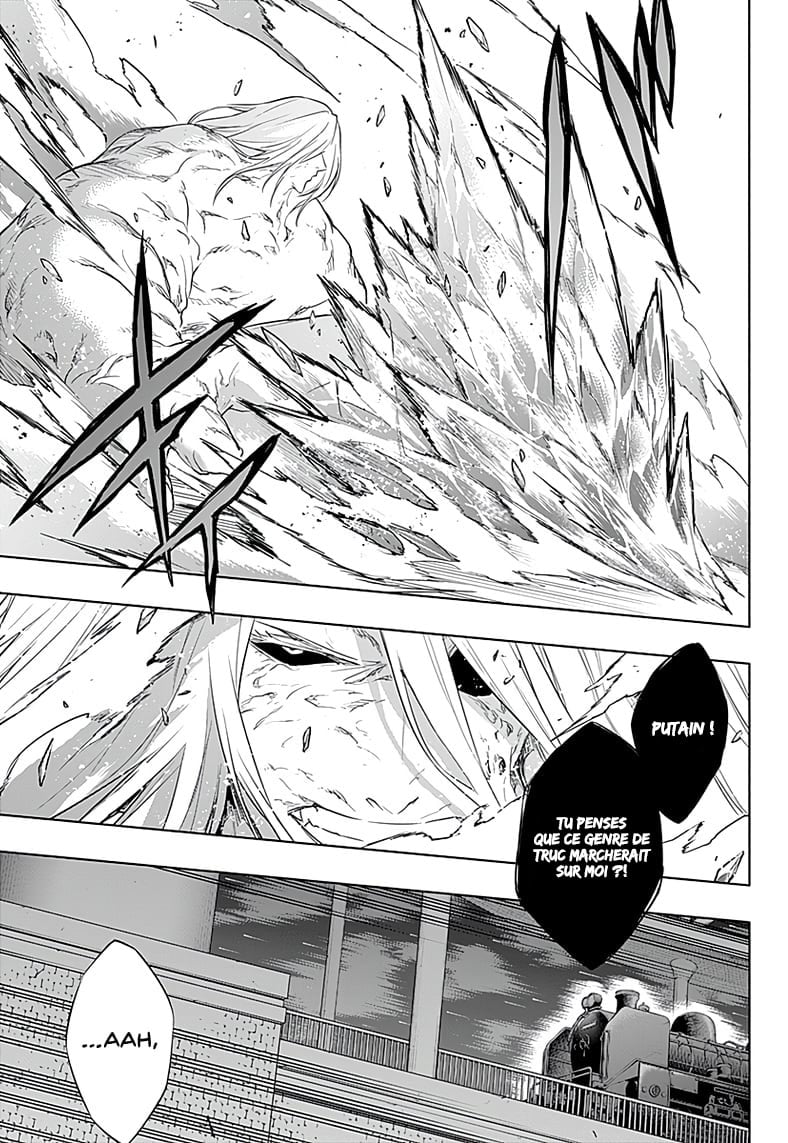 PUTAIN !
TU PENSES
QUE CE GENRE DE
TRUC MARCHERAIT
SUR MOI ?!
...AAH,